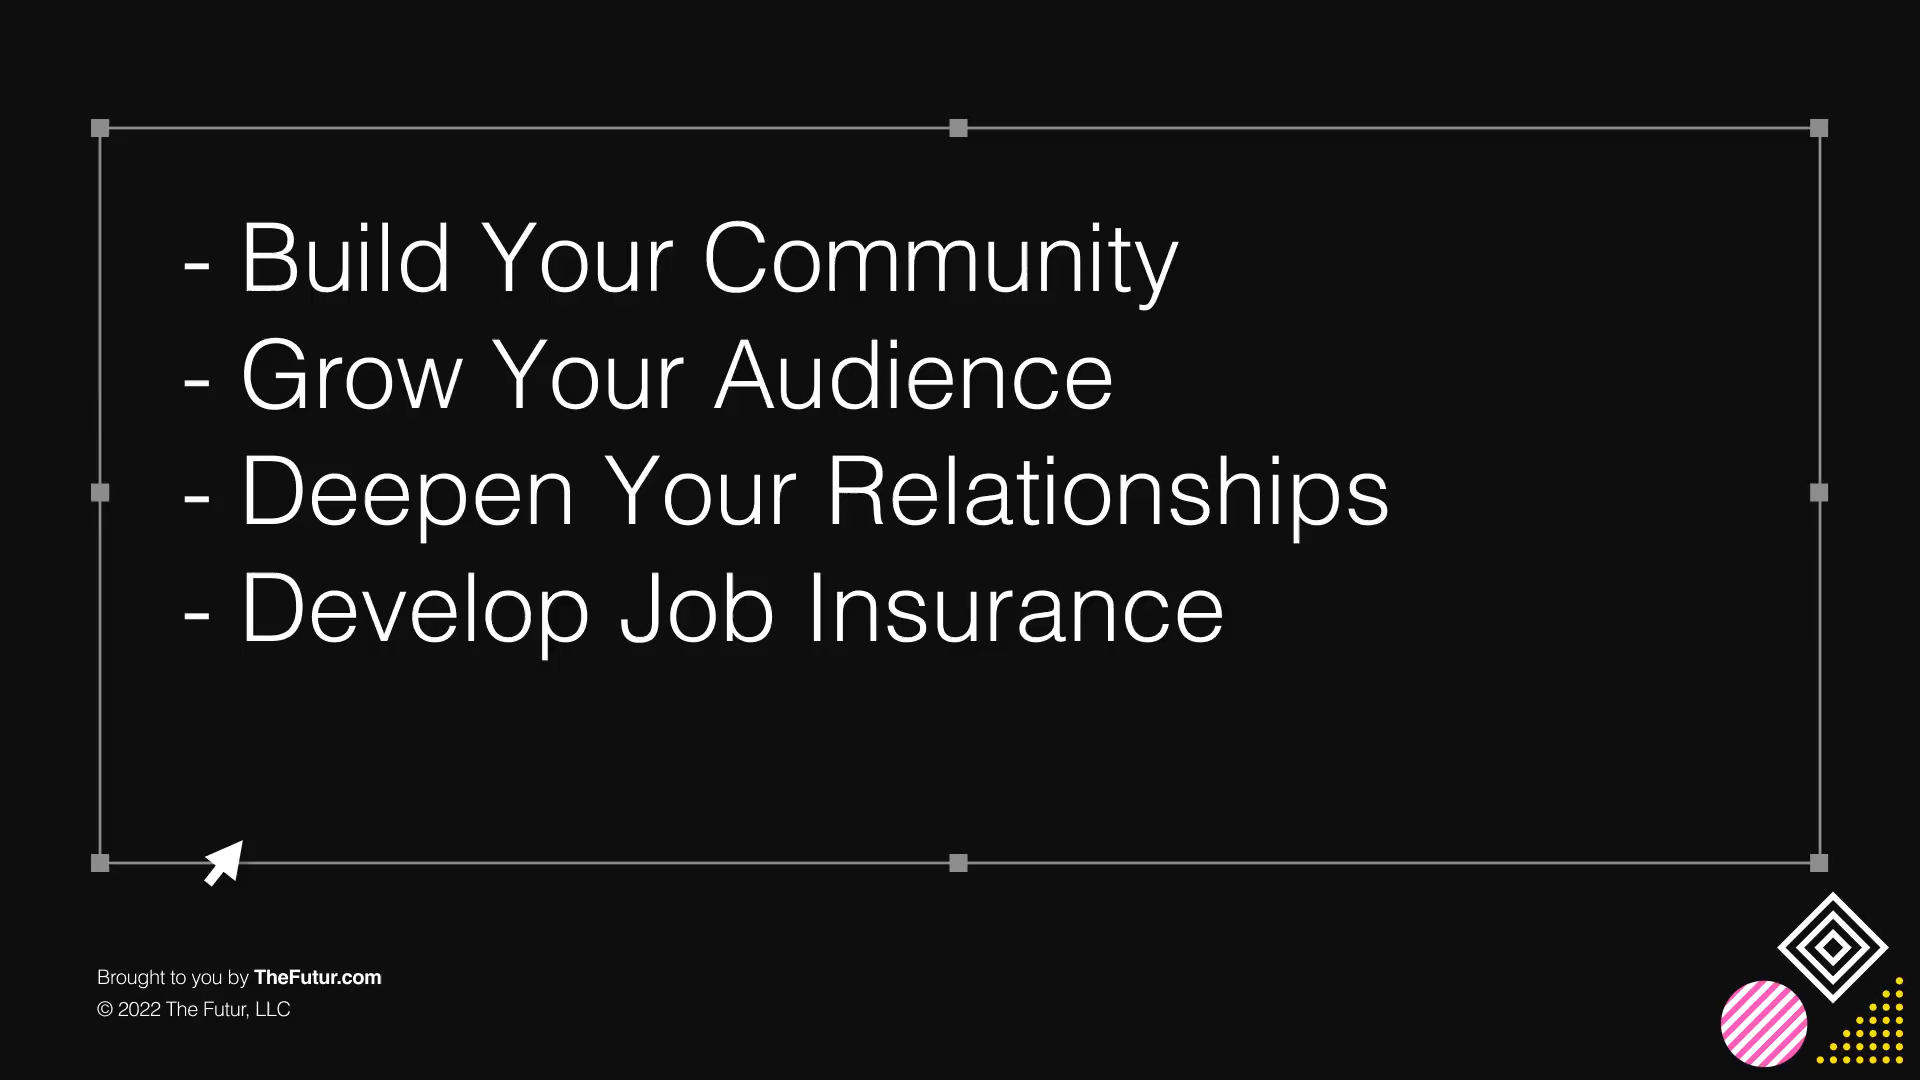 - Build Your Community
- Grow Your Audience
- Deepen Your Relationships
- Develop Job Insurance
Brought to you by TheFutur.com
© 2022 The Futur, LLC